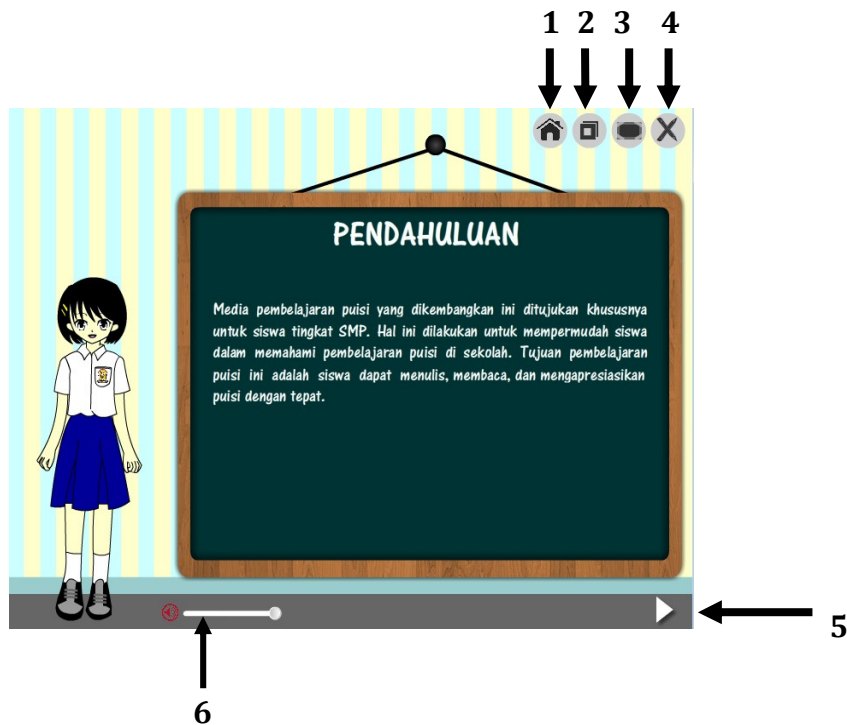 1 2 3 4
PENDAHULUAN
Media pembelajaran puisi yang dikembangkan ini ditujukan khususnya
untuk siswa tingkat SMP. Hal ini dilakukan untuk mempermudah siswa
dalam memahami pembelajaran puisi di sekolah. Tujuan pembelajaran
puisi ini adalah siswa dapat menulis, membaca, dan mengapresiasikan
puisi dengan tepat.
5
6